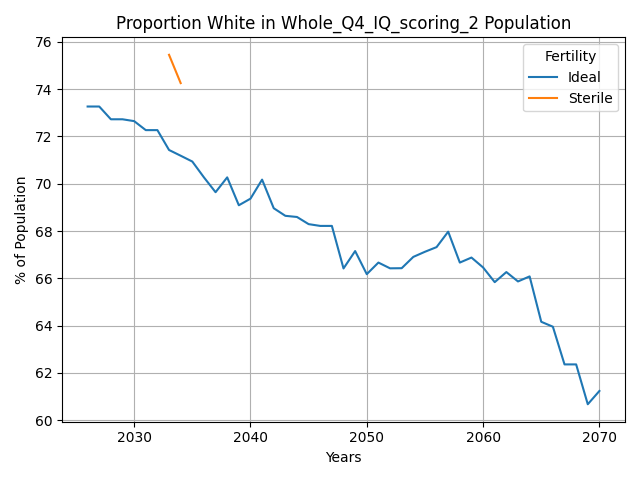 Proportion White in Whole_Q4_IQ_scoring_2 Population
76
74
72
70
68
66
64
62
60
% of Population
Fertility
Ideal
Sterile
2030 2040 2050 2060 2070
Years